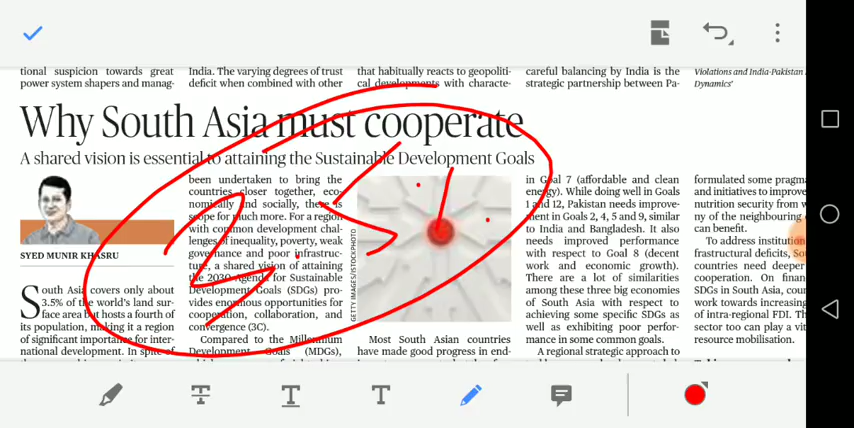 tional suspicion towards great
power system shapers and manag-
India. The varying degrees of trust
deficit when combined with other
that habitually reacts to geopoliti-
cal developments with characte-
careful balancing by India is the
strategic partnership between Pa-
Violations and India-Pakistan
Dynamics'
Why South Asia must cooperate
A shared vision is essential to attaining the Sustainable Development Goals
SYED MUNIR KHASRU
South Asia covers only about
3.5% of the world's land sur-
face area but hosts a fourth of
its population, making it a region
of significant importance for inter-
national development. In spite of
been undertaken to bring the
countries closer together, eco-
nomically and socially, there is
scope for much more. For a region
with common development chal-
lenges of inequality, poverty, weak
governance and poor infrastruc-
ture, a shared vision of attaining
the 2030 Agenda for Sustainable
Development Goals (SDGs) pro-
vides enormous opportunities for
cooperation, collaboration, and
convergence (3C).
Compared to the Millennium
Development Goals (MDGs),
GETTY IMAGES/ISTOCKPHOTO
Most South Asian countries
have made good progress in end-
in Goal 7 (affordable and clean
energy). While doing well in Goals
1 and 12, Pakistan needs improve-
ment in Goals 2, 4, 5 and 9, similar
to India and Bangladesh. It also
needs improved performance
with respect to Goal 8 (decent
work and economic growth).
There are a lot of similarities
among these three big economies
of South Asia with respect to
achieving some specific SDGs as
well as exhibiting poor perfor-
mance in some common goals.
A regional strategic approach to
formulated some pragma
and initiatives to improve
nutrition security from w
ny of the neighbouring
can benefit.
To address institution
frastructural deficits, Sou
countries need deeper
cooperation. On finan
SDGs in South Asia, coun
work towards increasing
of intra-regional FDI. The
sector too can play a vit
resource mobilisation.
T T T